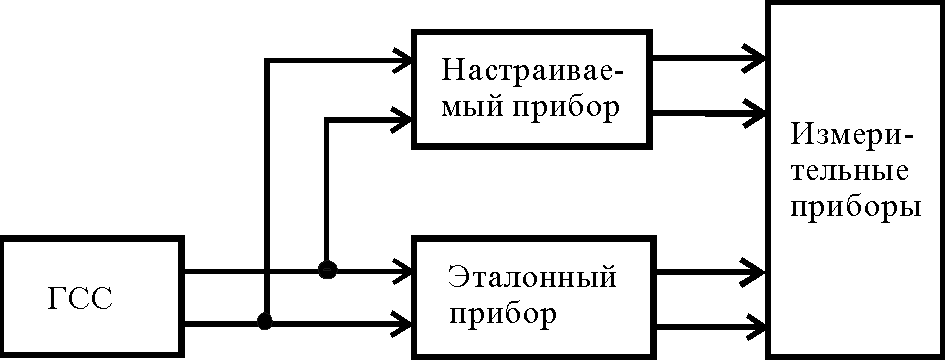 Настраивае-
мый прибор
Измери-
тельные
приборы
ГСС
Эталонный
прибор